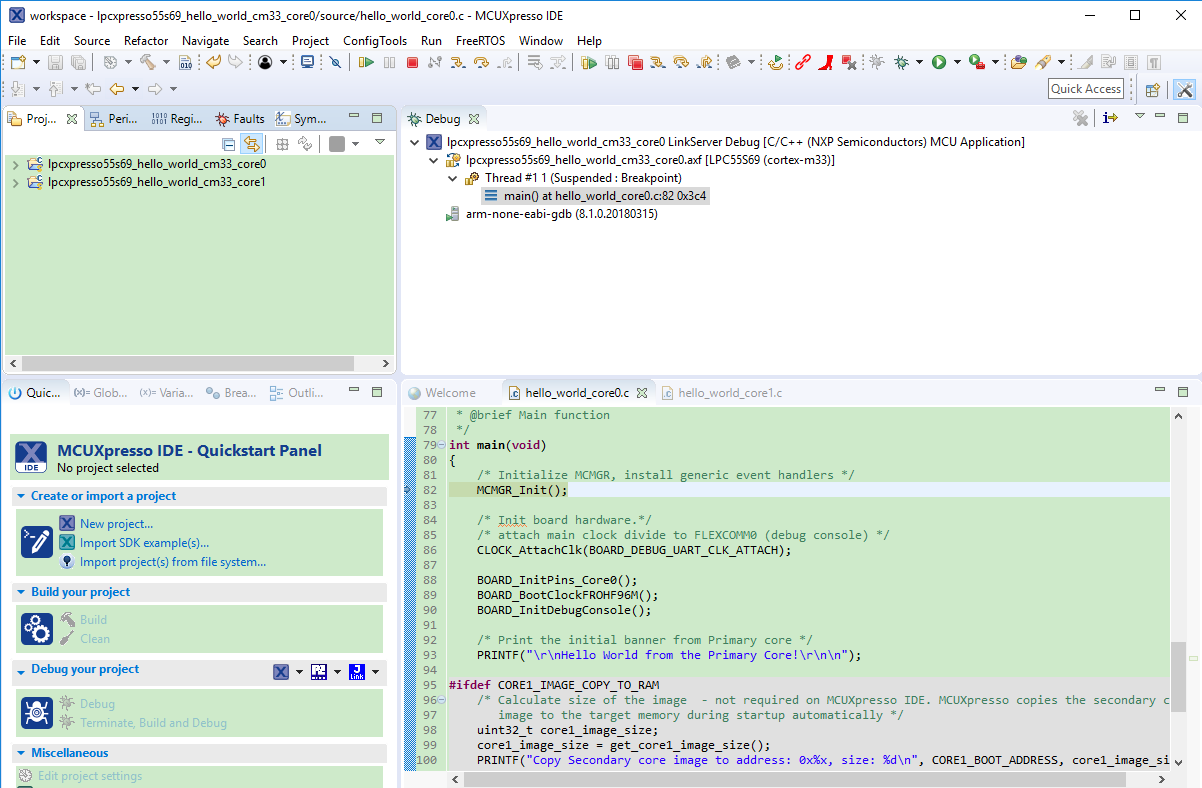 workspace - lpcxpresso55s69_hello_world_cm33_core0/source/hello_world_core0.c - MCUXpresso IDE
File Edit Source Refactor Navigate Search Project ConfigTools Run FreeRTOS Window Help
Quick Access
Proj... Peri... Regi... Faults Sym...
lpcxpresso55s69_hello_world_cm33_core0
lpcxpresso55s69_hello_world_cm33_core1
Debug
lpcxpresso55s69_hello_world_cm33_core0 LinkServer Debug [C/C++ (NXP Semiconductors) MCU Application]
lpcxpresso55s69_hello_world_cm33_core0.axf [LPC55S69 (cortex-m33)]
Thread #1 1 (Suspended : Breakpoint)
main() at hello_world_core0.c:82 0x3c4
arm-none-eabi-gdb (8.1.0.20180315)
Quic... (x)= Glob... (x)= Varia... Brea... Outli...
IDE
MCUXpresso IDE - Quickstart Panel
No project selected
Create or import a project
New project...
Import SDK example(s)...
Import project(s) from file system...
Build your project
Build
Clean
Debug your project
Debug
Terminate, Build and Debug
Miscellaneous
Edit project settings
Welcome hello_world_core0.c hello_world_core1.c
77 * @brief Main function
78 */
79 int main(void)
80 {
81 /* Initialize MCMGR, install generic event handlers */
82 MCMGR_Init();
83
84 /* Init board hardware.*/
85 /* attach main clock divide to FLEXCOMM0 (debug console) */
86 CLOCK_AttachClk(BOARD_DEBUG_UART_CLK_ATTACH);
87
88 BOARD_InitPins_Core0();
89 BOARD_BootClockFROHF96M();
90 BOARD_InitDebugConsole();
91
92 /* Print the initial banner from Primary core */
93 PRINTF("\r\nHello World from the Primary Core!\r\n\n");
94
95 #ifdef CORE1_IMAGE_COPY_TO_RAM
96 /* Calculate size of the image  - not required on MCUXpresso IDE. MCUXpresso copies the secondary c
97 image to the target memory during startup automatically */
98 uint32_t core1_image_size;
99 core1_image_size = get_core1_image_size();
100 PRINTF("Copy Secondary core image to address: 0x%x, size: %d\n", CORE1_BOOT_ADDRESS, core1_image_si